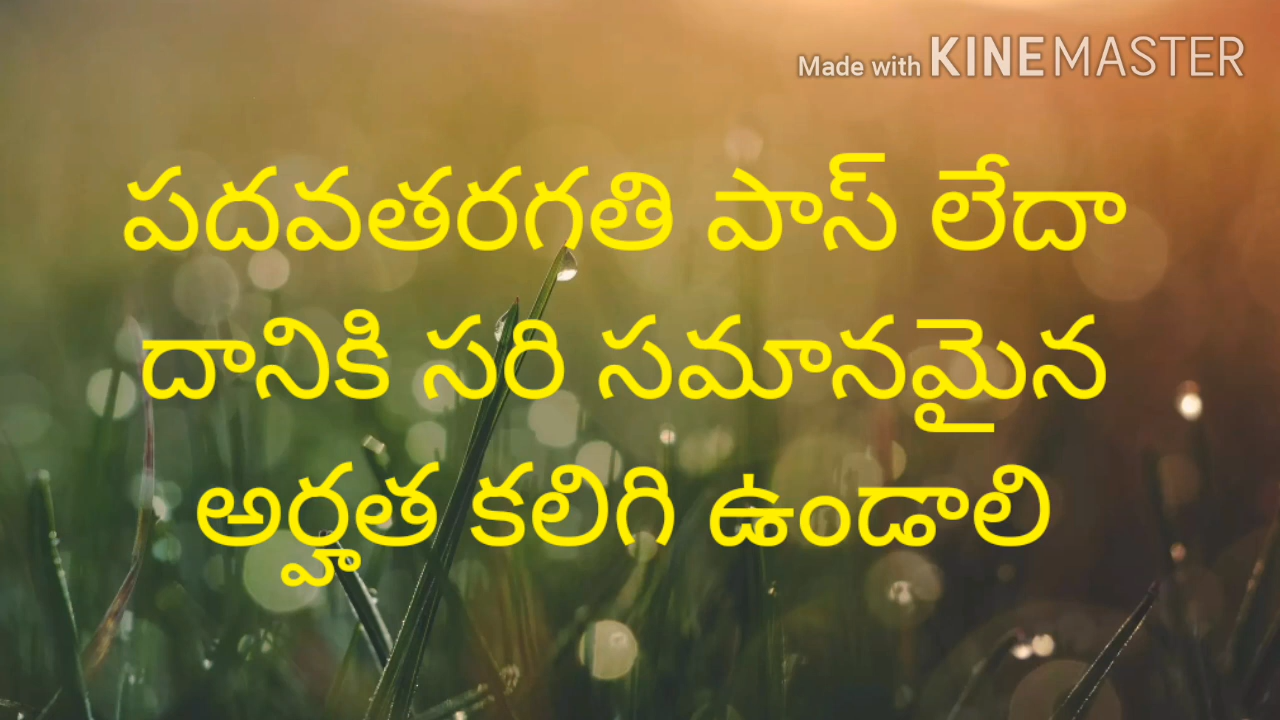 Made with KINEMASTER
పదవతరగతి పాస్ లేదా
దానికి సరి సమానమైన
అర్హత కలిగి ఉండాలి